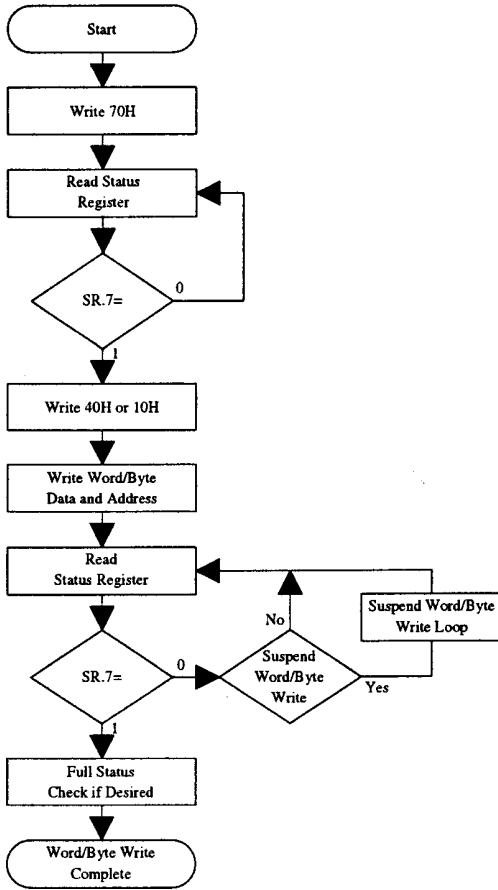 Start
Write 70H
Read Status
Register
SR.7=
0
1
Write 40H or 10H
Write Word/Byte
Data and Address
Read
Status Register
SR.7=
0
1
Suspend
Word/Byte
Write
No
Yes
Suspend Word/Byte
Write Loop
Full Status
Check if Desired
Word/Byte Write
Complete